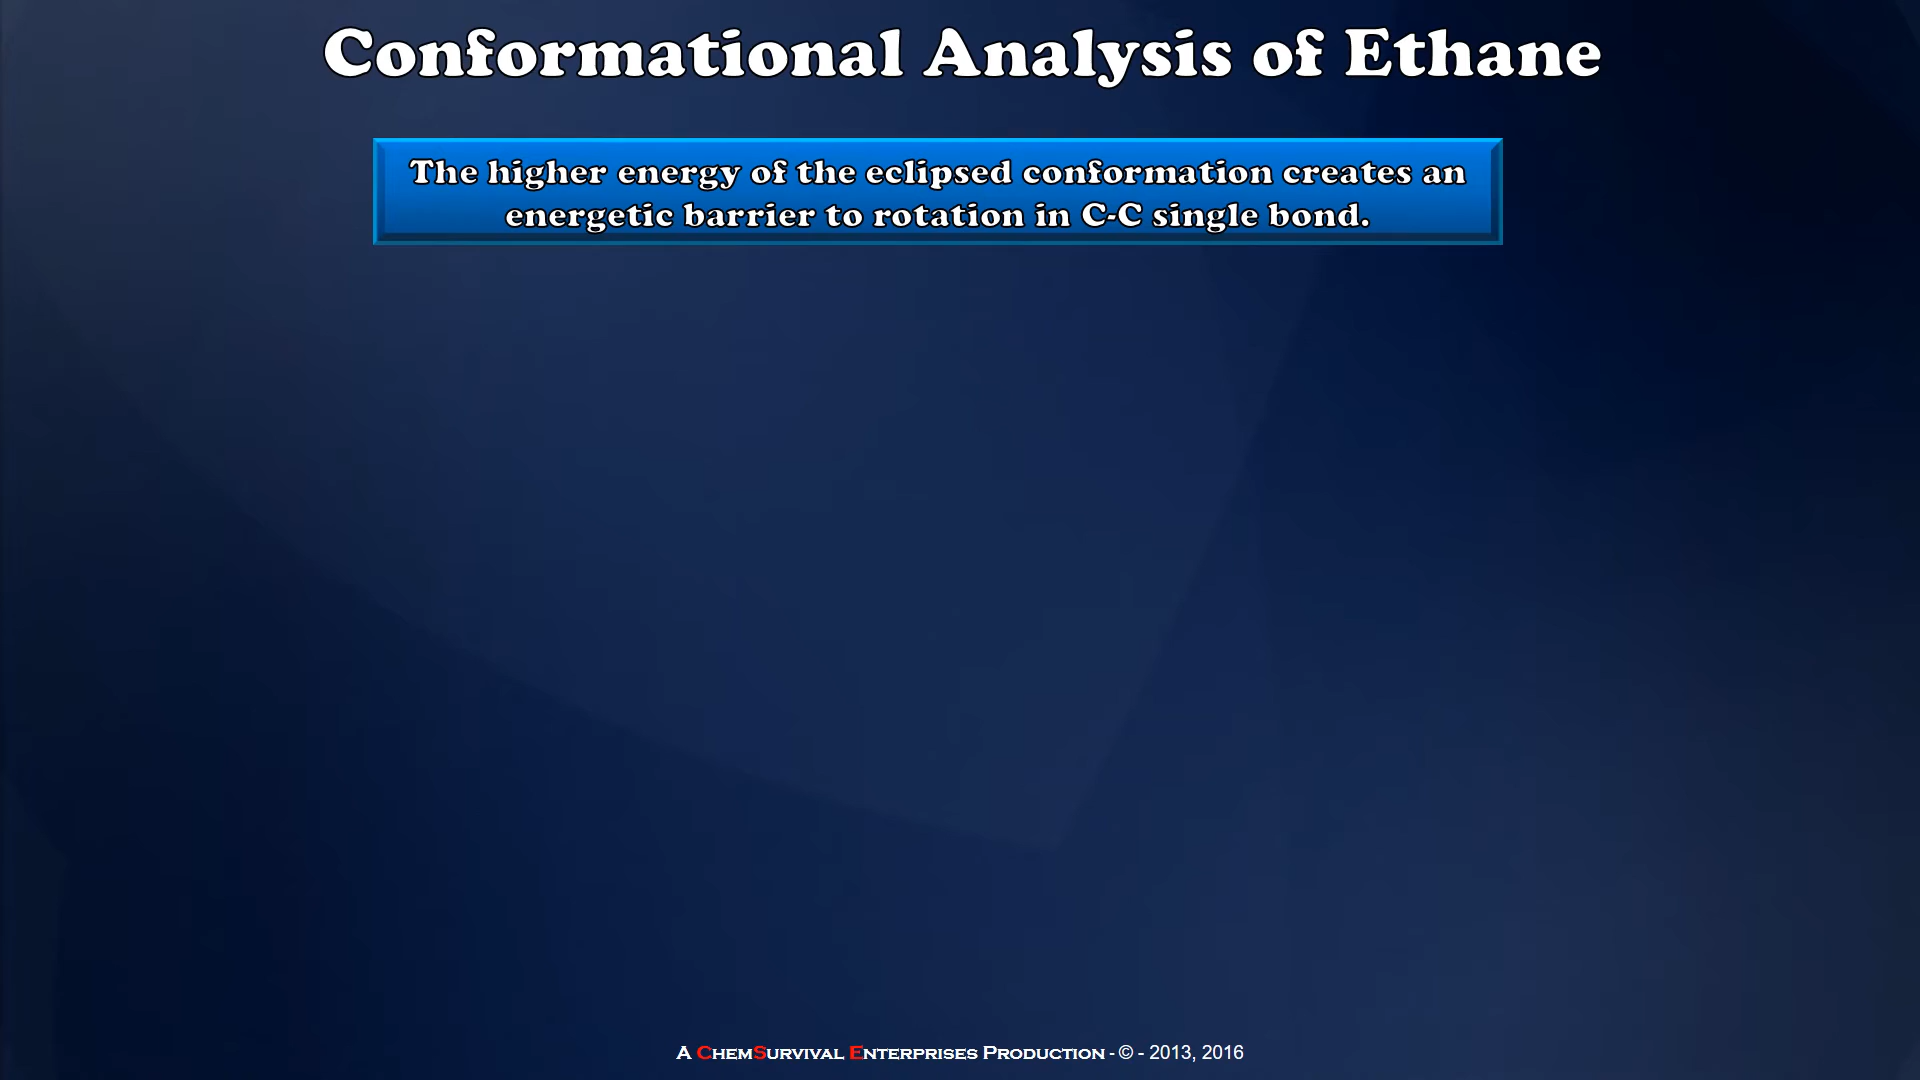 Conformational Analysis of Ethane
The higher energy of the eclipsed conformation creates an
energetic barrier to rotation in C-C single bond.
A ChemSurvival Enterprises Production - © - 2013, 2016